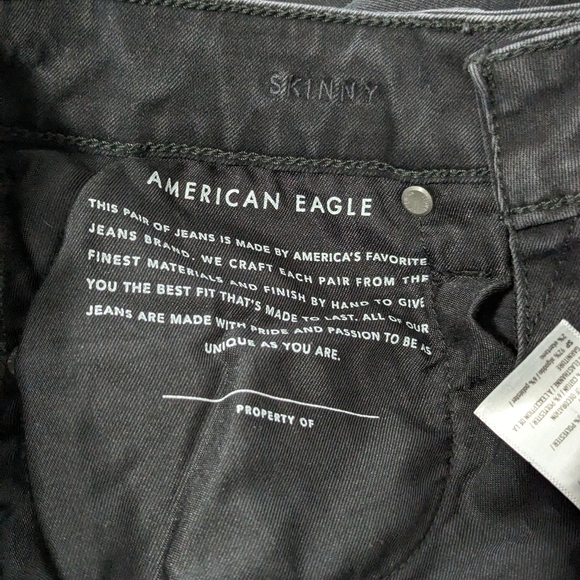 SKINNY
AMERICAN EAGLE
THIS PAIR OF JEANS IS MADE BY AMERICA'S FAVORITE
JEANS BRAND. WE CRAFT EACH PAIR FROM THE
FINEST MATERIALS AND FINISH BY HAND TO GIVE
YOU THE BEST FIT THAT'S MADE TO LAST. ALL OF OUR
JEANS ARE MADE WITH PRIDE AND PASSION TO BE AS
UNIQUE AS YOU ARE.
PROPERTY OF